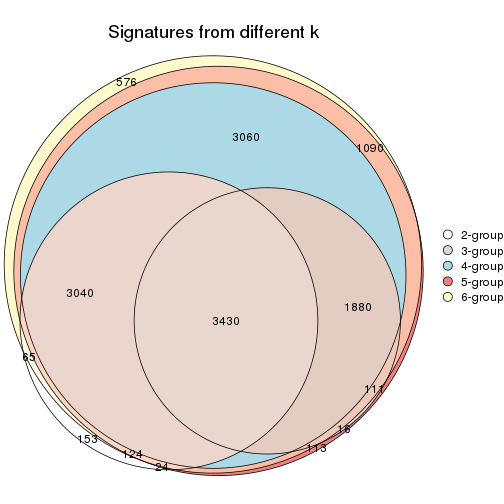 Signatures from different k
576
3060
1090
2-group
3-group
4-group
5-group
6-group
3040
1880
3430
65
111
16
153
113
124
24